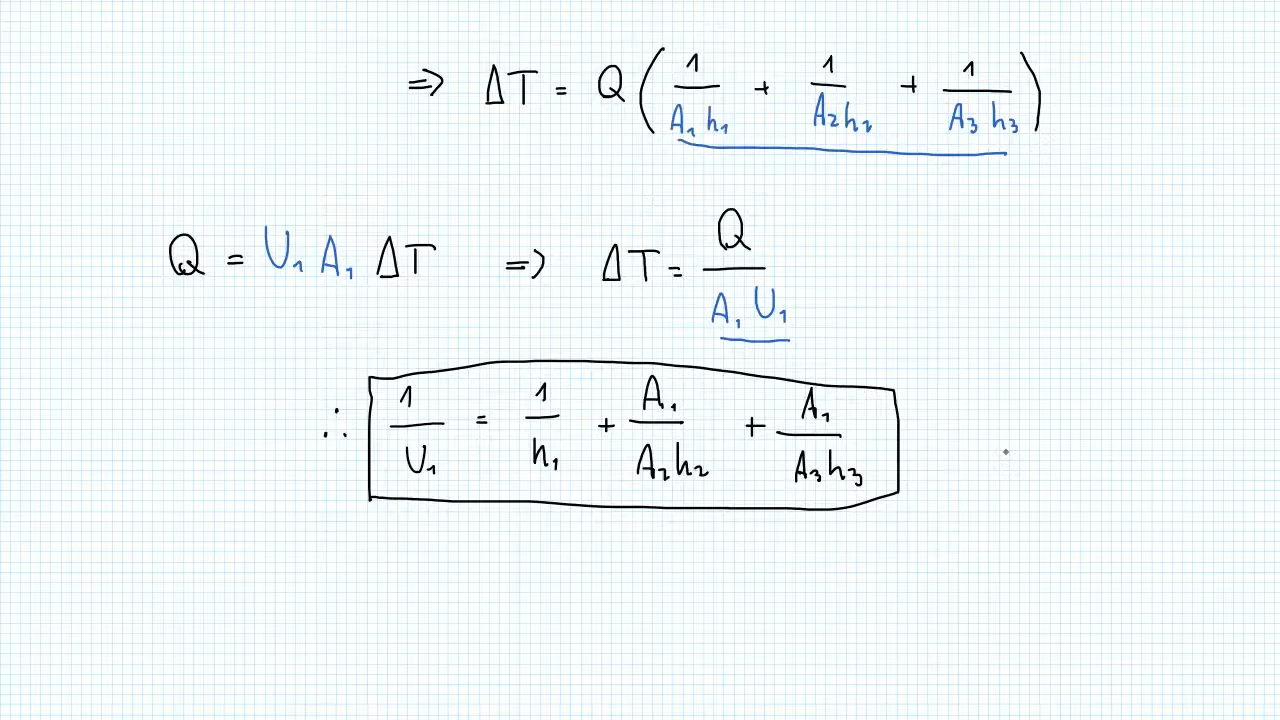 ⇒ ΔT = Q ( 1/(A₁ h₁) + 1/(A₂ h₂) + 1/(A₃ h₃) )
Q = U₁ A₁ ΔT ⇒ ΔT = Q/(A₁ U₁)
∴ 1/U₁ = 1/h₁ + A₁/(A₂ h₂) + A₁/(A₃ h₃)